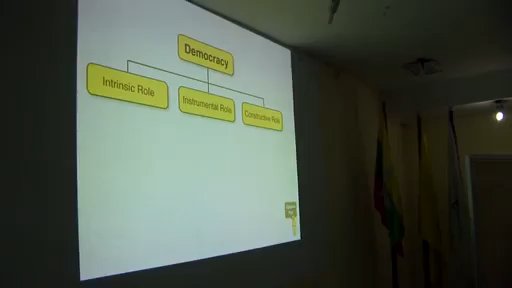 Democracy
Intrinsic Role
Instrumental Role
Constructive Role